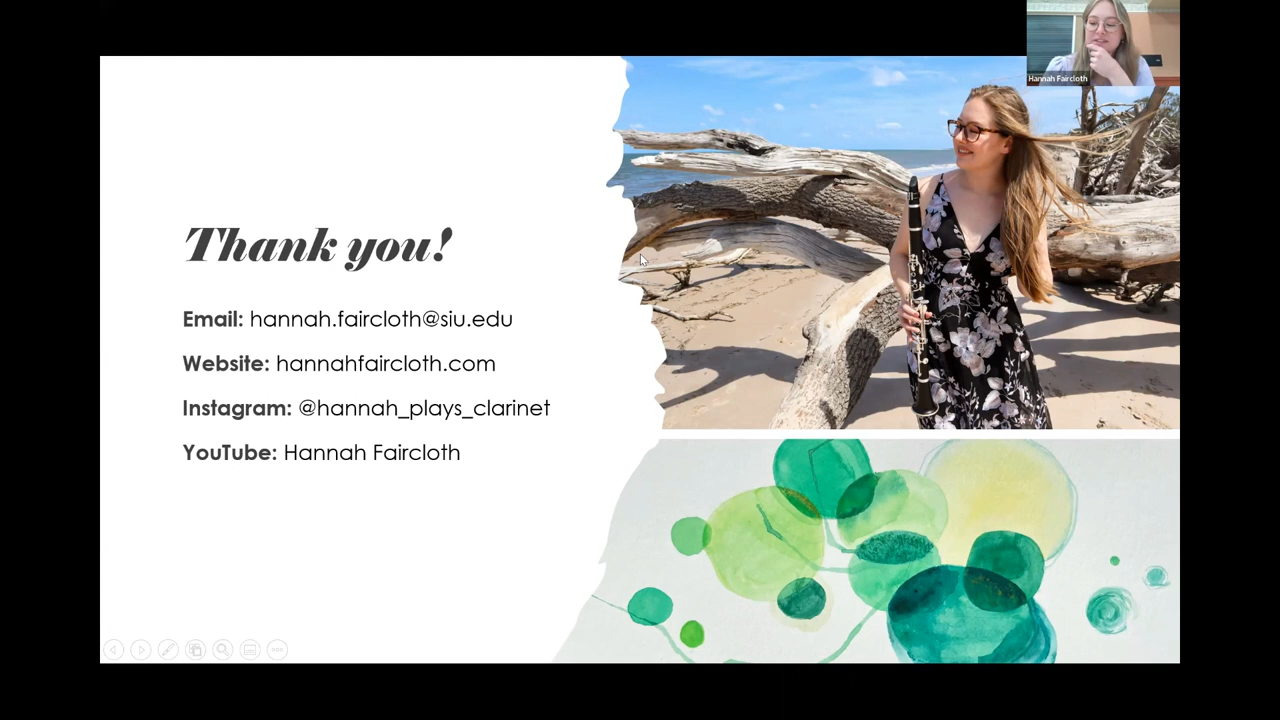 Hannah Faircloth
Thank you!
Email: hannah.faircloth@siu.edu
Website: hannahfaircloth.com
Instagram: @hannah_plays_clarinet
YouTube: Hannah Faircloth